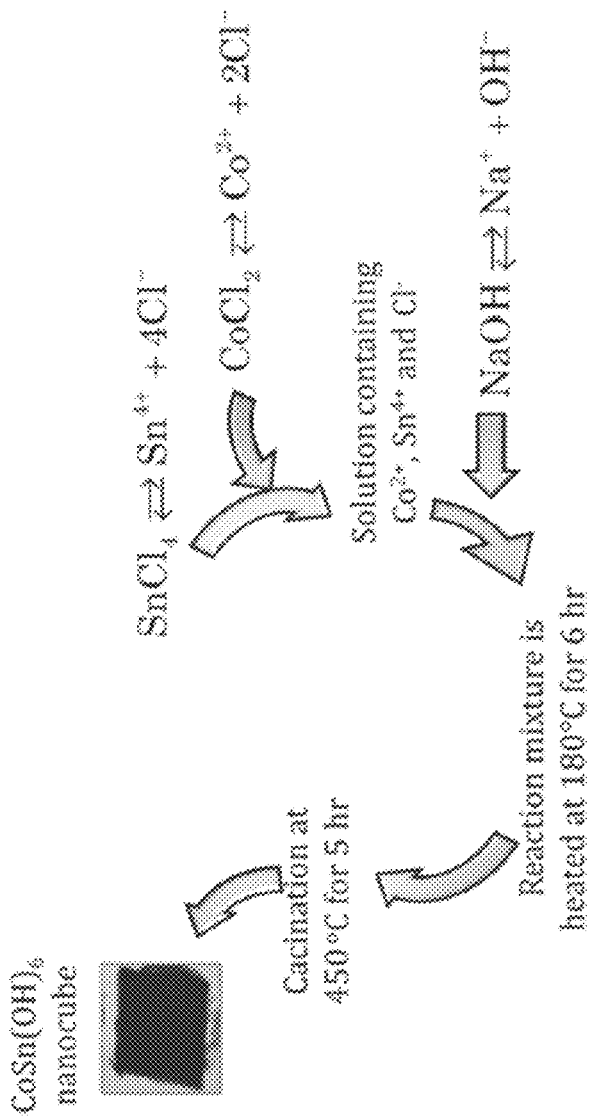 SnCl₄ ⇄ Sn⁴⁺ + 4Cl⁻
CoCl₂ ⇄ Co²⁺ + 2Cl⁻
Solution containing
Co²⁺, Sn⁴⁺ and Cl⁻
NaOH ⇄ Na⁺ + OH⁻
Reaction mixture is
heated at 180°C for 6 hr
Cacination at
450 °C for 5 hr
CoSn(OH)₆
nanocube